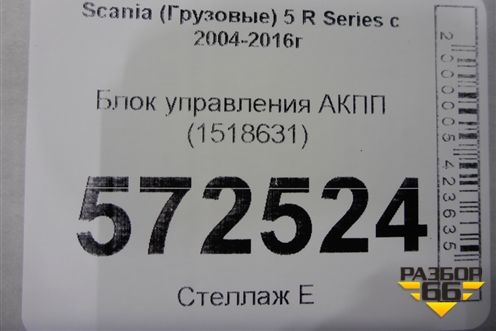 Scania (Грузовые) 5 R Series с
2004-2016г
Блок управления АКПП
(1518631)
572524
Стеллаж Е
2000005423635
РАЗБОР
66